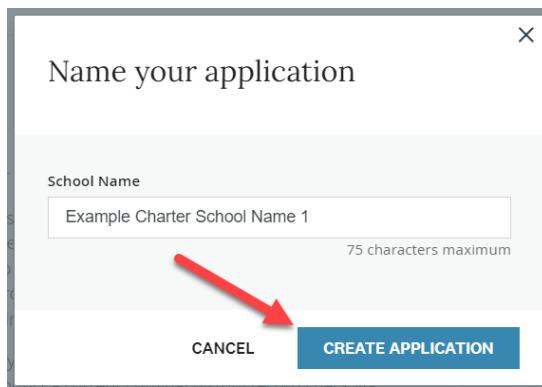 Name your application
School Name
Example Charter School Name 1
75 characters maximum
CANCEL
CREATE APPLICATION